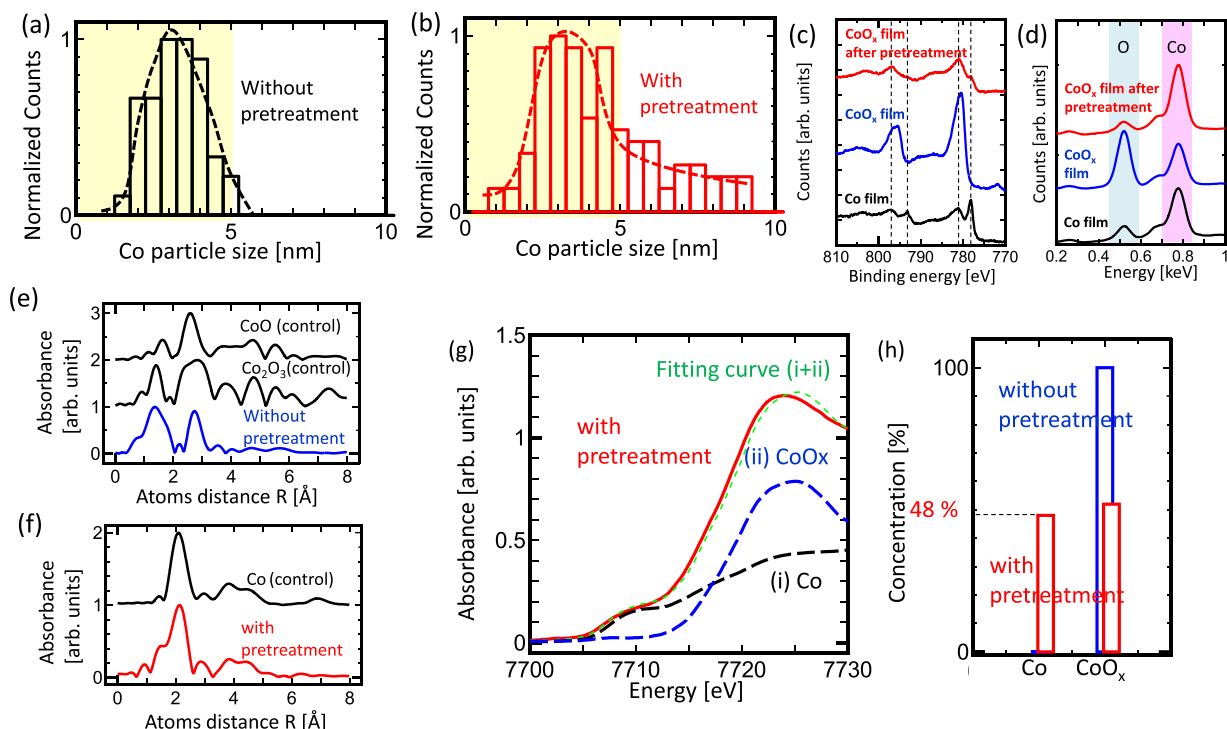 (a)
Normalized Counts
1
0
Without
pretreatment
0
5
10
Co particle size [nm]
(b)
Normalized Counts
1
0
With
pretreatment
0
5
10
Co particle size [nm]
(c)
Counts [arb. units]
CoOₓ film
after pretreatment
CoOₓ film
Co film
810
800
780
770
Binding energy [eV]
(d)
Counts [arb. units]
O
Co
CoOₓ film after
pretreatment
CoOₓ
film
Co film
0.2
0.4
0.6
0.8
1
Energy [keV]
(e)
Absorbance
[arb. units]
3
2
1
0
CoO (control)
Co₂O₃(control)
Without
pretreatment
0
2
4
6
8
Atoms distance R [Å]
(f)
Absorbance
[arb. units]
2
1
0
Co (control)
with
pretreatment
0
2
4
6
8
Atoms distance R [Å]
(g)
Absorbance [arb. units]
1.5
1
0.5
0
Fitting curve (i+ii)
with
pretreatment
(ii) CoOx
(i) Co
7700
7710
7720
7730
Energy [eV]
(h)
Concentration [%]
100
48 %
0
without
pretreatment
with
pretreatment
Co
CoOₓ